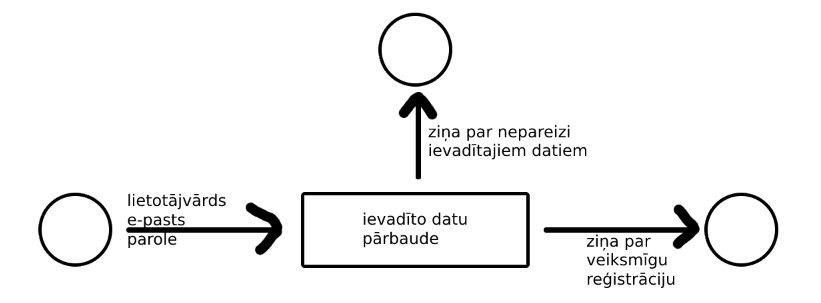 ziņa par nepareizi
ievadītajiem datiem
lietotājvārds
e-pasts
parole
ievadīto datu
pārbaude
ziņa par
veiksmīgu
reģistrāciju